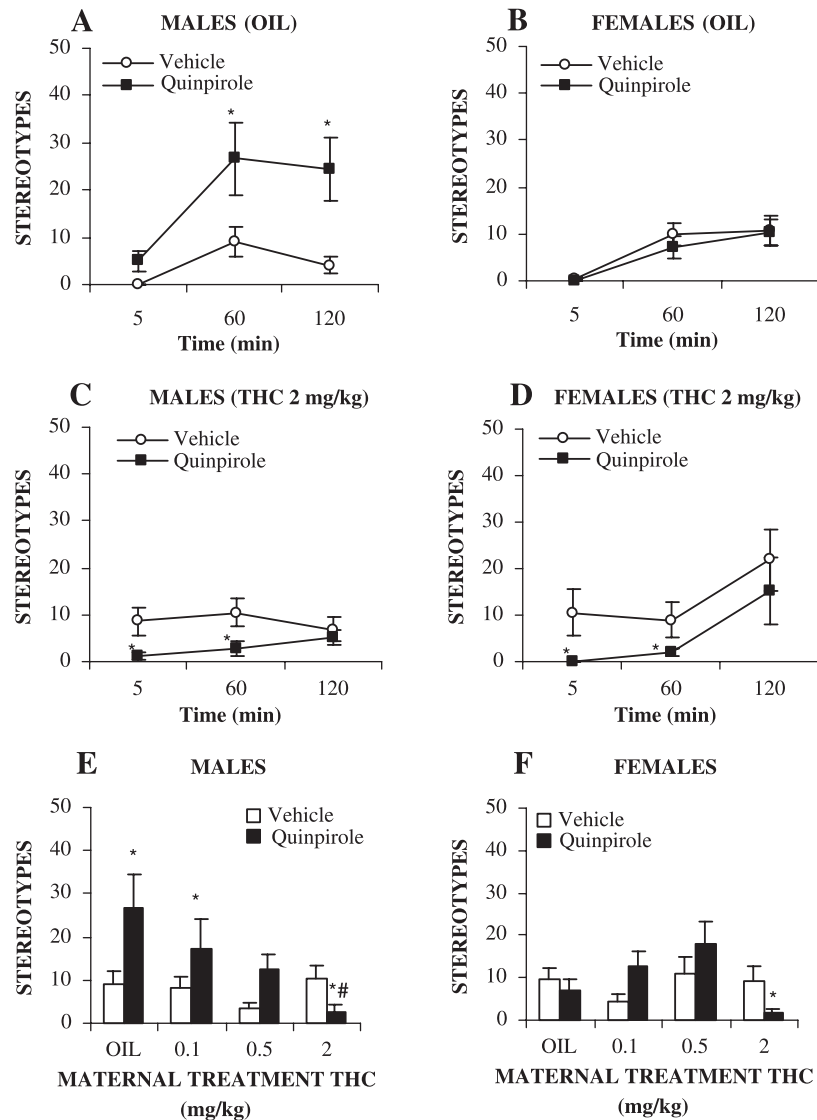 A MALES (OIL)
50
40
30
20
10
0
STEREOTYPES
Vehicle
Quinpirole
*
*
5 60 120
Time (min)
B FEMALES (OIL)
50
40
30
20
10
0
STEREOTYPES
Vehicle
Quinpirole
5 60 120
Time (min)
C MALES (THC 2 mg/kg)
50
40
30
20
10
0
STEREOTYPES
Vehicle
Quinpirole
*
*
5 60 120
Time (min)
D FEMALES (THC 2 mg/kg)
50
40
30
20
10
0
STEREOTYPES
Vehicle
Quinpirole
*
*
5 60 120
Time (min)
E MALES
50
40
30
20
10
0
STEREOTYPES
Vehicle
Quinpirole
*
*
*#
OIL 0.1 0.5 2
MATERNAL TREATMENT THC
(mg/kg)
F FEMALES
50
40
30
20
10
0
STEREOTYPES
Vehicle
Quinpirole
*
OIL 0.1 0.5 2
MATERNAL TREATMENT THC
(mg/kg)